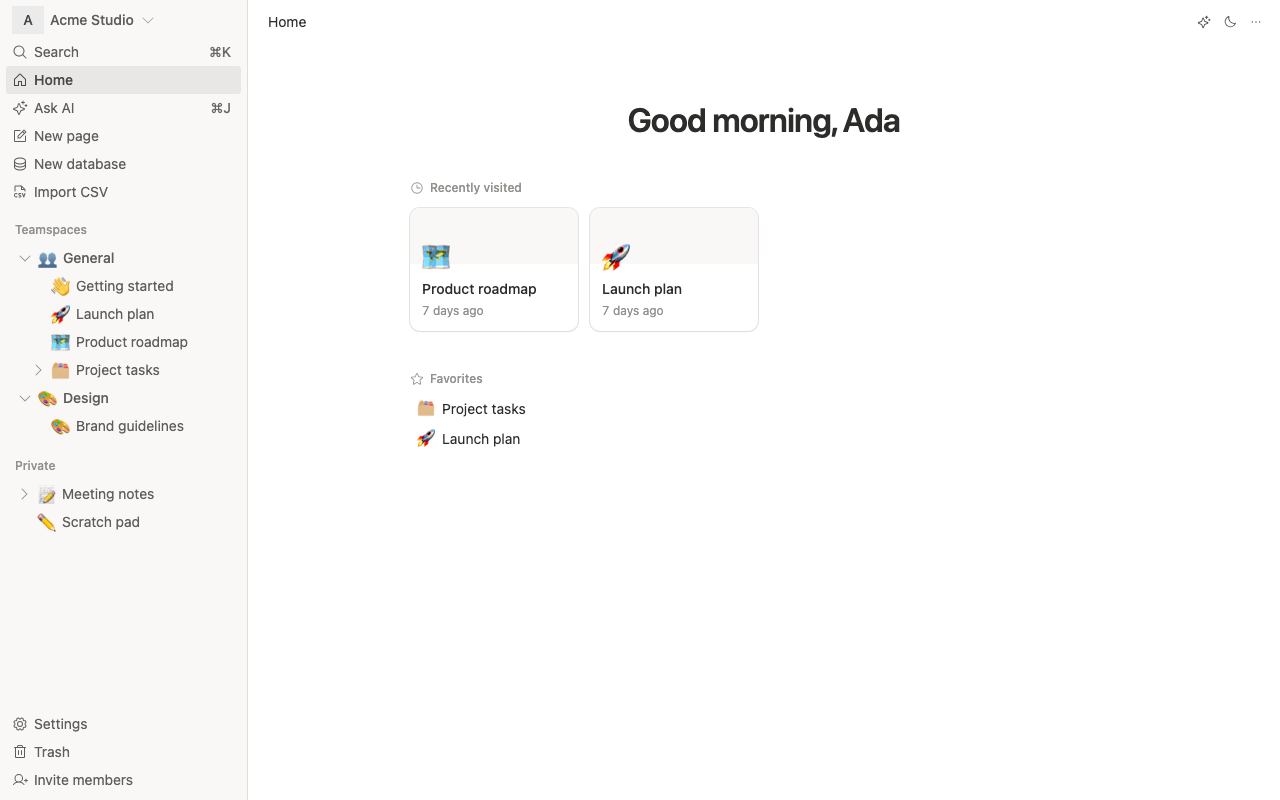 A Acme Studio
Search ⌘K
Home
Ask AI ⌘J
New page
New database
Import CSV
Teamspaces
General
Getting started
Launch plan
Product roadmap
Project tasks
Design
Brand guidelines
Private
Meeting notes
Scratch pad
Settings
Trash
Invite members
Home
Good morning, Ada
Recently visited
Product roadmap
7 days ago
Launch plan
7 days ago
Favorites
Project tasks
Launch plan